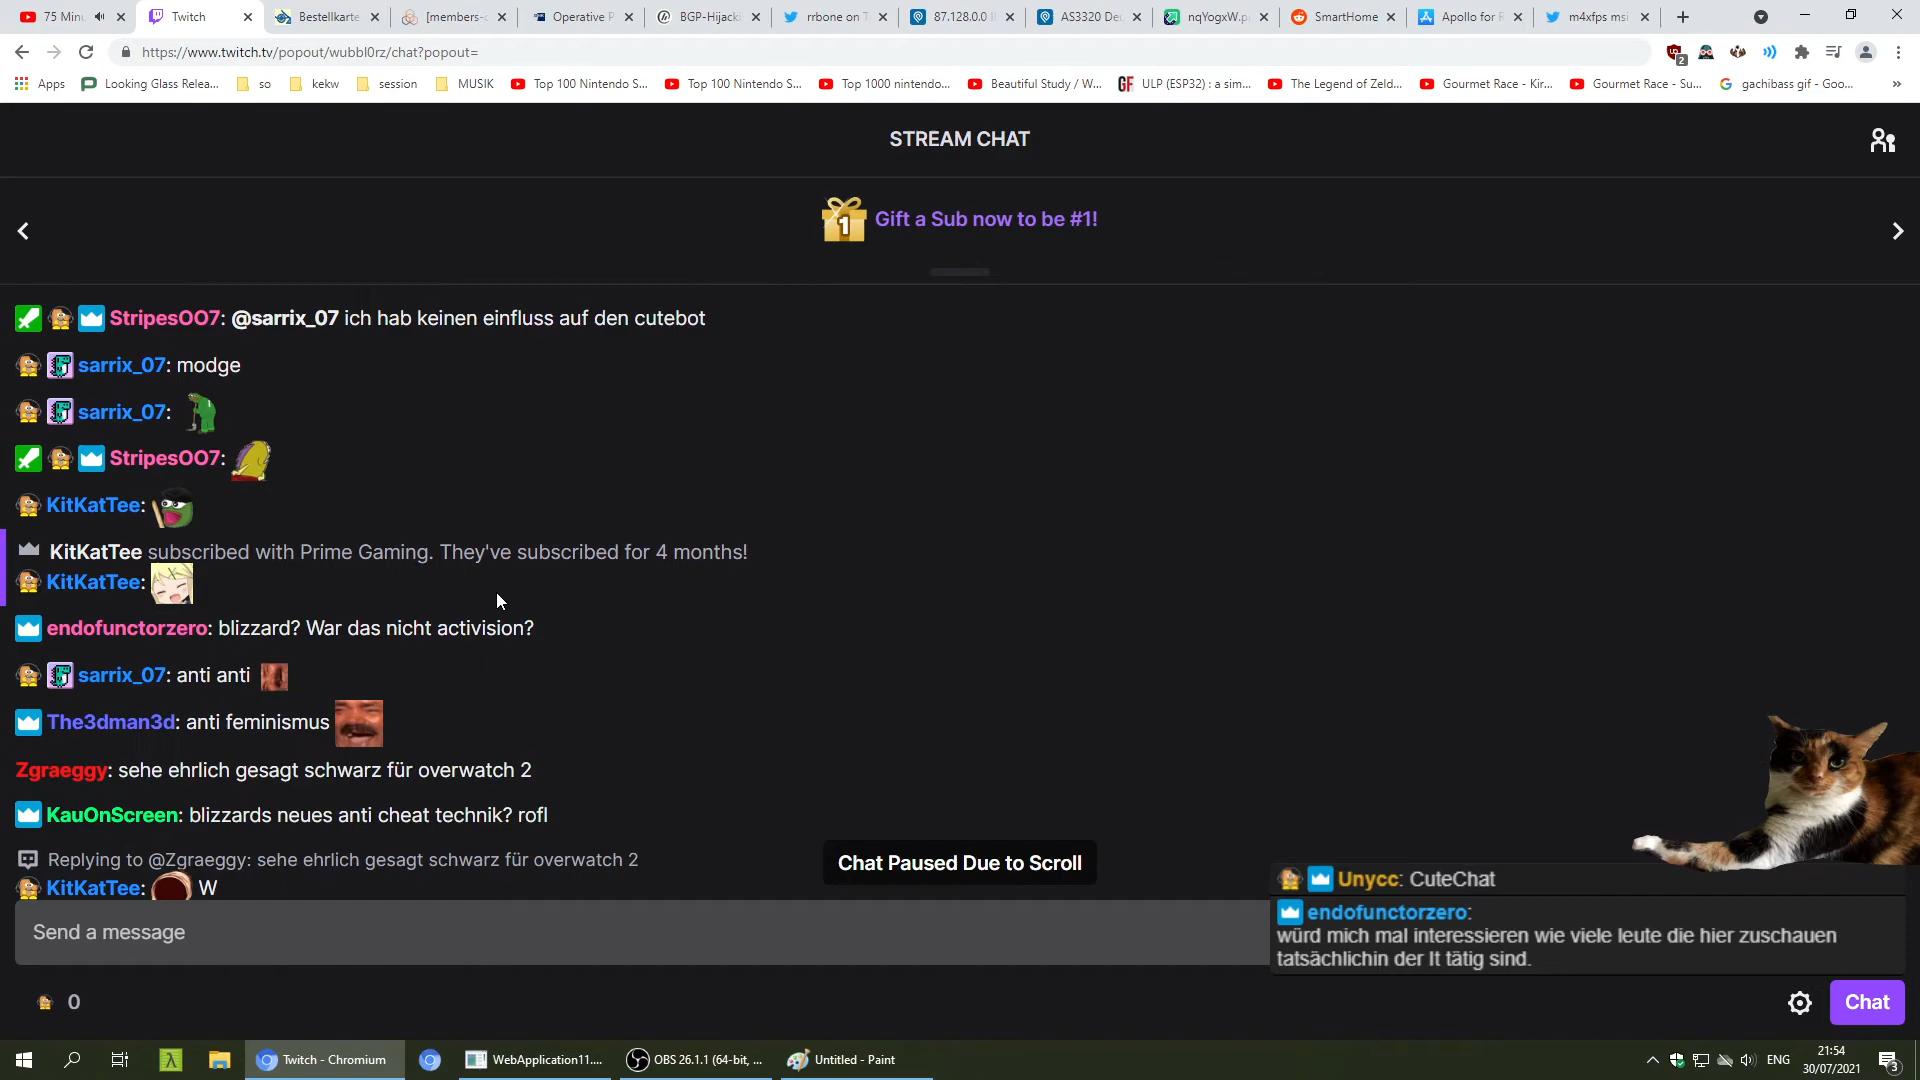 75 Minu
Twitch
Bestellkarte
[members-c
Operative P
BGP-Hijacki
rrbone on T
87.128.0.0 I
AS3320 Deu
nqYogxW.p
SmartHome
Apollo for R
m4xfps msi
https://www.twitch.tv/popout/wubbl0rz/chat?popout=
2
Apps
Looking Glass Relea...
so
kekw
session
MUSIK
Top 100 Nintendo S...
Top 100 Nintendo S...
Top 1000 nintendo...
Beautiful Study / W...
ULP (ESP32) : a sim...
The Legend of Zeld...
Gourmet Race - Kir...
Gourmet Race - Su...
gachibass gif - Goo...
»
STREAM CHAT
1
Gift a Sub now to be #1!
StripesOO7: @sarrix_07 ich hab keinen einfluss auf den cutebot
sarrix_07: modge
sarrix_07:
StripesOO7:
KitKatTee:
KitKatTee subscribed with Prime Gaming. They've subscribed for 4 months!
KitKatTee:
endofunctorzero: blizzard? War das nicht activision?
sarrix_07: anti anti
The3dman3d: anti feminismus
Zgraeggy: sehe ehrlich gesagt schwarz für overwatch 2
KauOnScreen: blizzards neues anti cheat technik? rofl
Replying to @Zgraeggy: sehe ehrlich gesagt schwarz für overwatch 2
KitKatTee: W
Chat Paused Due to Scroll
Unycc: CuteChat
endofunctorzero:
würd mich mal interessieren wie viele leute die hier zuschauen
tatsächlichin der It tätig sind.
Send a message
0
Chat
Twitch - Chromium
WebApplication11....
OBS 26.1.1 (64-bit, ...
Untitled - Paint
ENG
21:54
30/07/2021
3